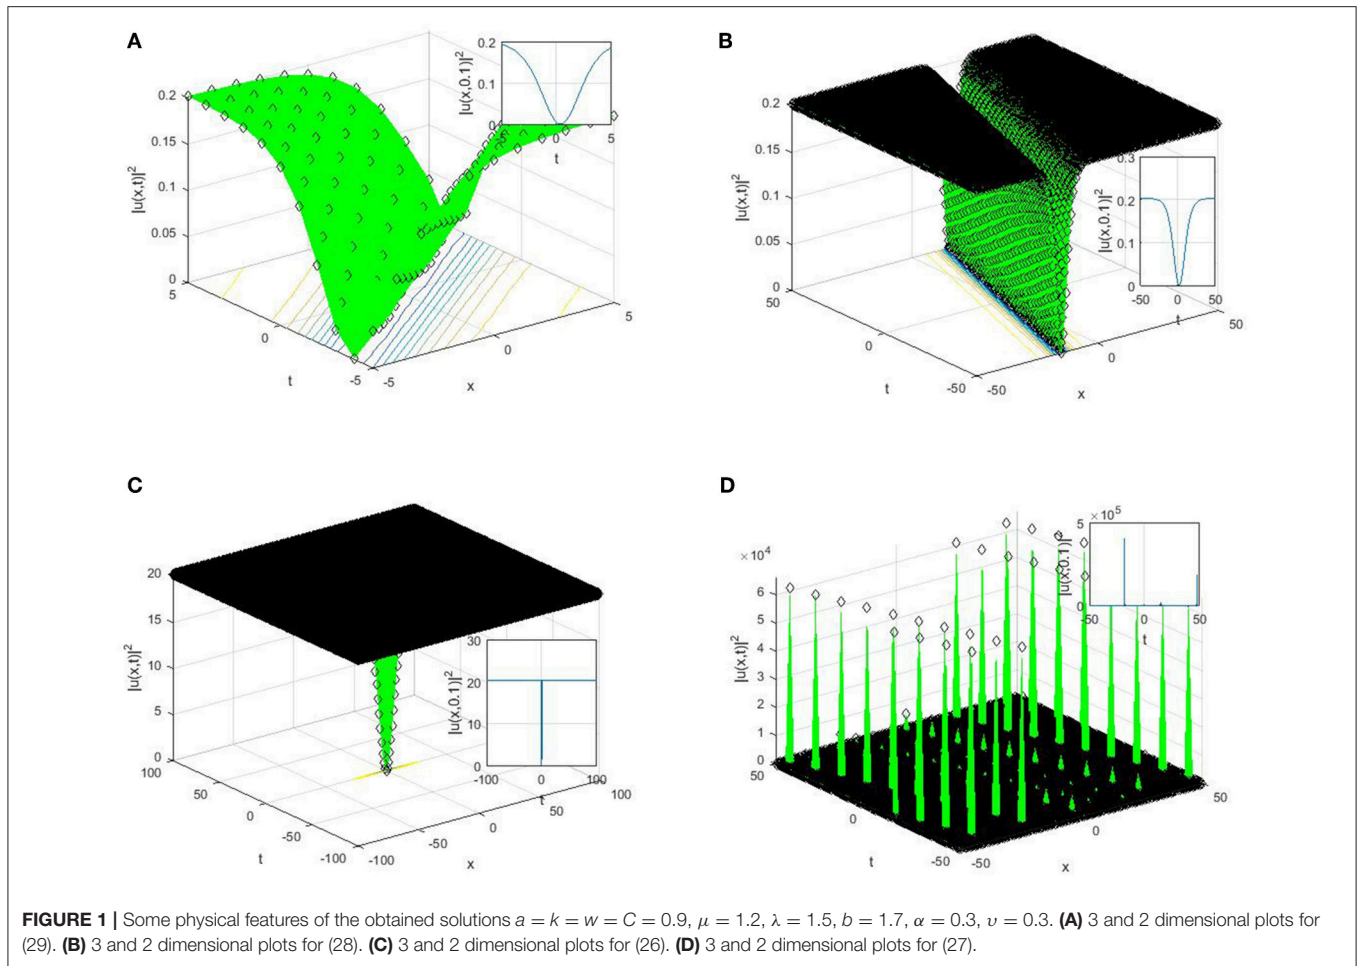 A
|u(x,t)|²
0.2
0.15
0.1
0.05
0
5
0
-5
t
-5
0
5
x
|u(x,0.1)|²
0.2
0.1
0
-5
0
5
t
B
|u(x,t)|²
0.2
0.15
0.1
0.05
0
50
0
-50
t
-50
0
50
x
|u(x,0.1)|²
0.3
0.2
0.1
0
-50
0
50
t
C
|u(x,t)|²
20
15
10
5
0
100
50
0
-50
-100
t
-100
-50
0
50
100
x
|u(x,0.1)|²
30
20
10
0
-100
0
100
t
D
×10⁴
|u(x,t)|²
6
5
4
3
2
1
0
50
0
-50
t
-50
0
50
x
×10⁵
|u(x,0.1)|²
5
0
-50
0
50
t
FIGURE 1 | Some physical features of the obtained solutions a = k = w = C = 0.9, μ = 1.2, λ = 1.5, b = 1.7, α = 0.3, υ = 0.3. (A) 3 and 2 dimensional plots for
(29). (B) 3 and 2 dimensional plots for (28). (C) 3 and 2 dimensional plots for (26). (D) 3 and 2 dimensional plots for (27).